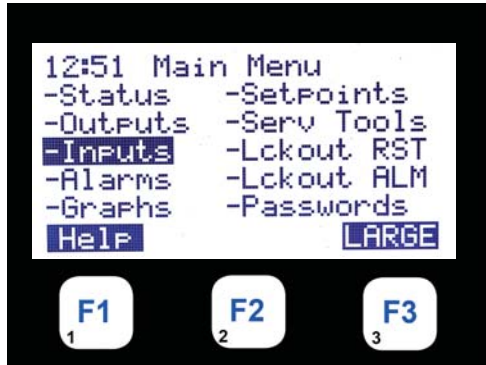 12:51 Main Menu
-Status -Setpoints
-Outputs -Serv Tools
-Inputs -Lckout RST
-Alarms -Lckout ALM
-Graphs -Passwords
Help LARGE
F1 F2 F3
1 2 3